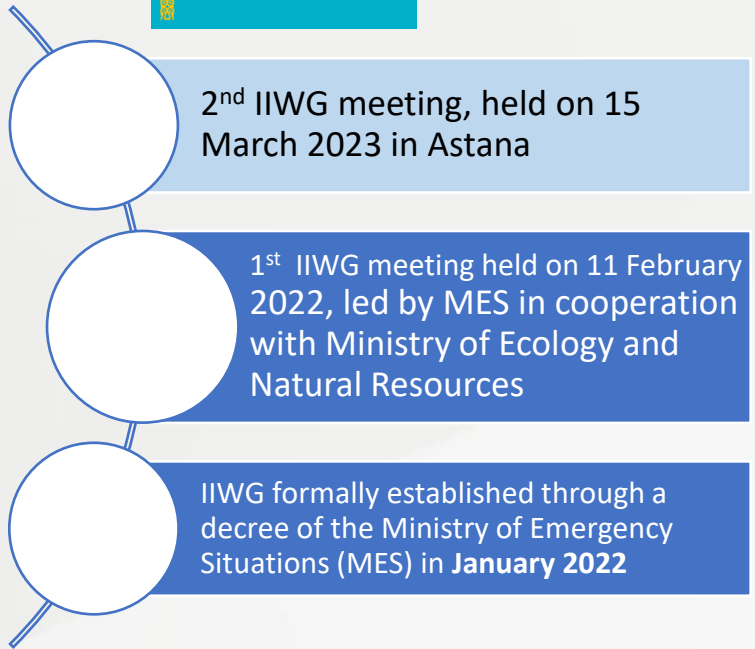 2nd IIWG meeting, held on 15
March 2023 in Astana
1st IIWG meeting held on 11 February
2022, led by MES in cooperation
with Ministry of Ecology and
Natural Resources
IIWG formally established through a
decree of the Ministry of Emergency
Situations (MES) in January 2022